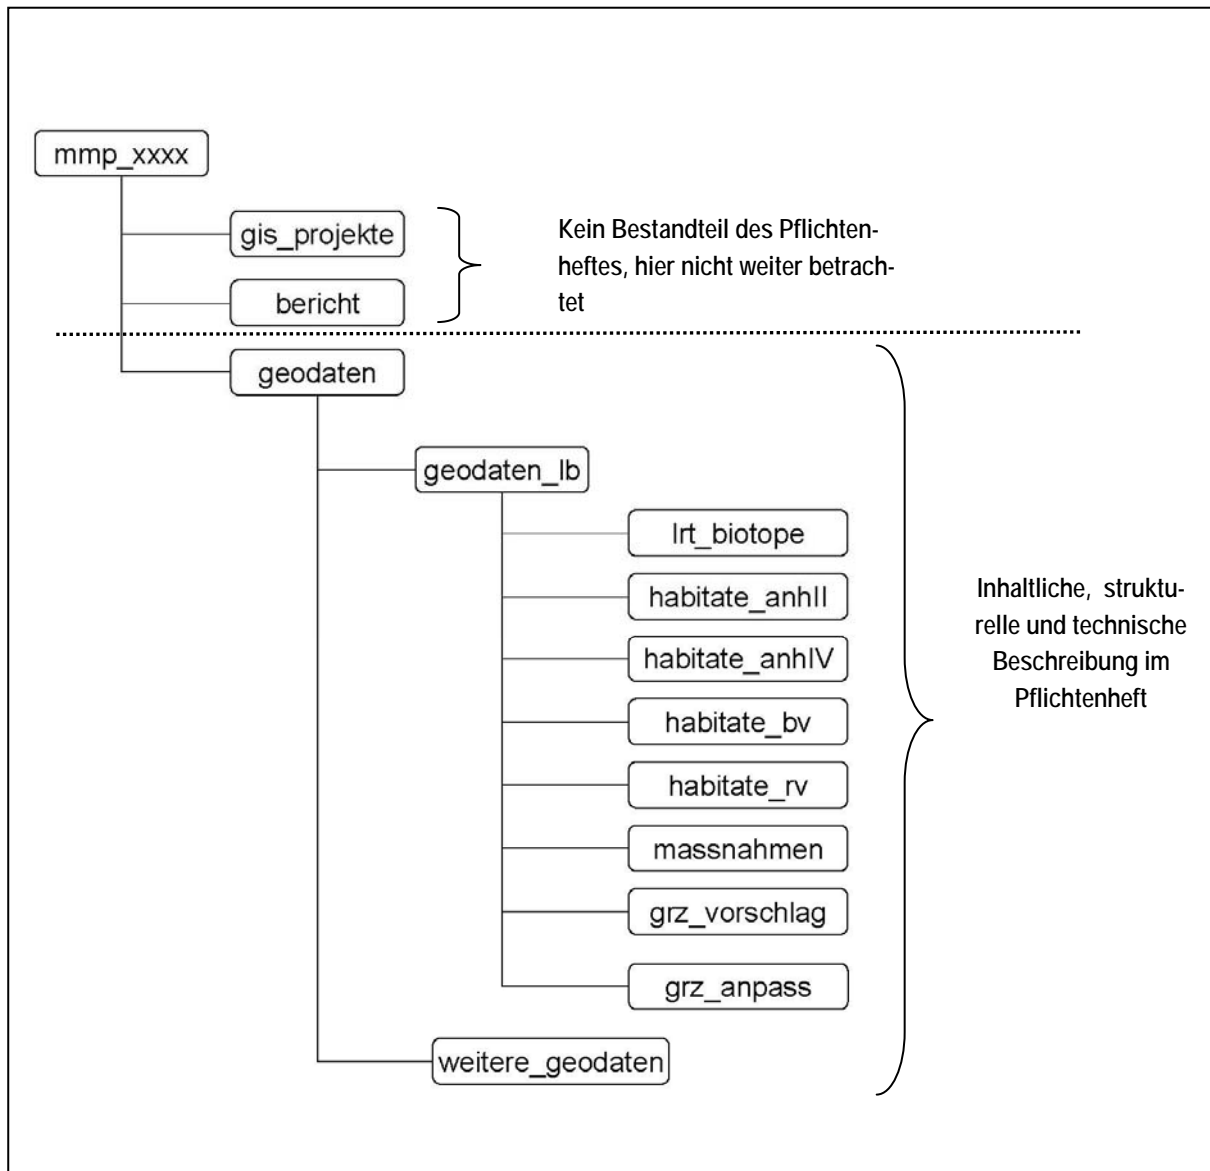 mmp_xxxx
gis_projekte
bericht
Kein Bestandteil des Pflichten-
heftes, hier nicht weiter betrach-
tet
geodaten
geodaten_lb
lrt_biotope
habitate_anhII
habitate_anhIV
habitate_bv
habitate_rv
massnahmen
grz_vorschlag
grz_anpass
weitere_geodaten
Inhaltliche, struktu-
relle und technische
Beschreibung im
Pflichtenheft